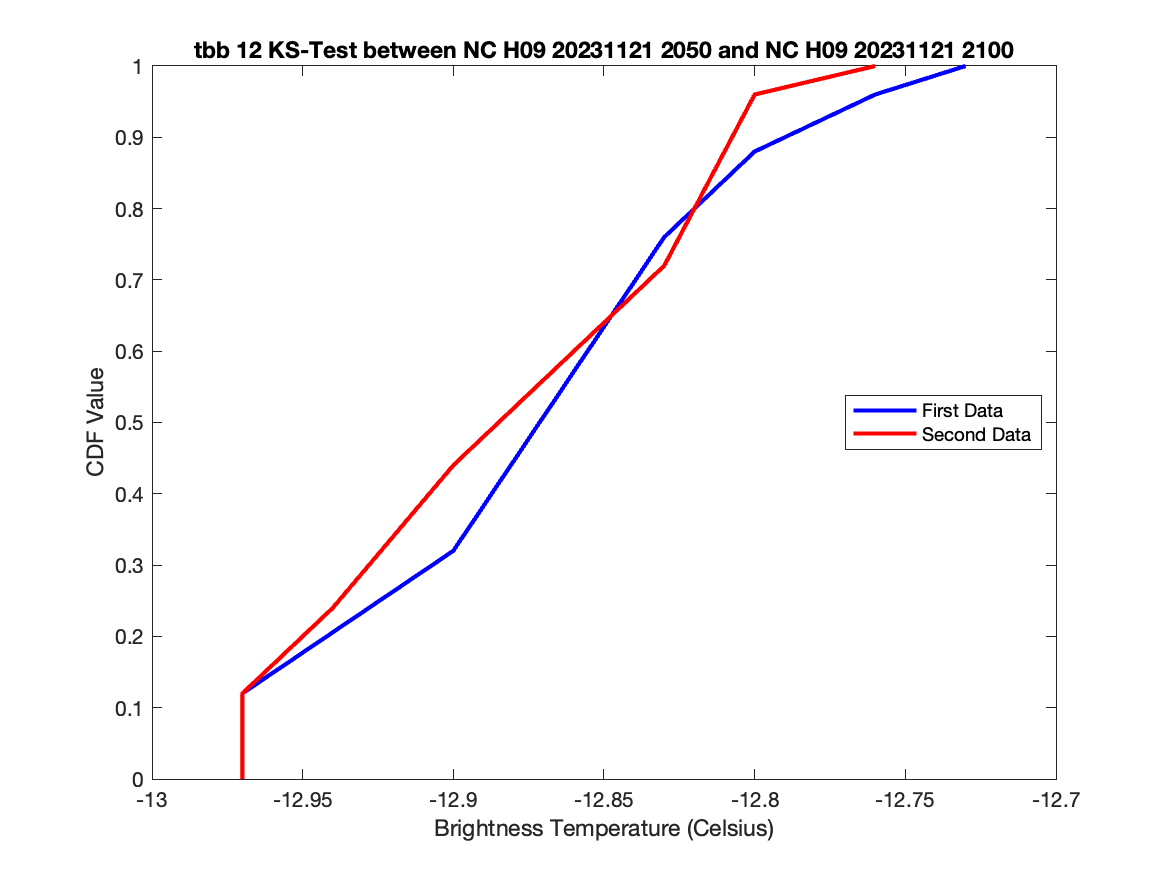 tbb 12 KS-Test between NC H09 20231121 2050 and NC H09 20231121 2100
1
0.9
0.8
0.7
0.6
0.5
0.4
0.3
0.2
0.1
0
CDF Value
First Data
Second Data
-13 -12.95 -12.9 -12.85 -12.8 -12.75 -12.7
Brightness Temperature (Celsius)